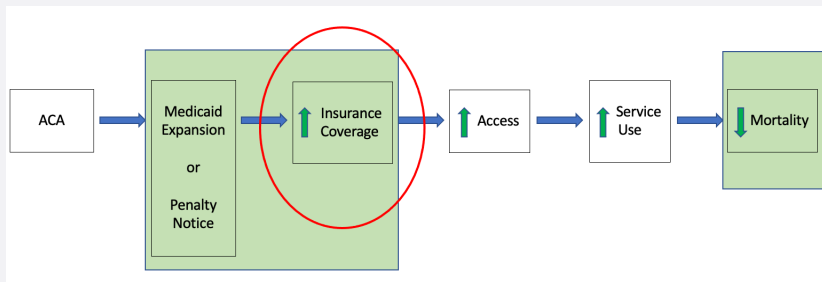 ACA
Medicaid
Expansion
or
Penalty
Notice
Insurance
Coverage
Access
Service
Use
Mortality